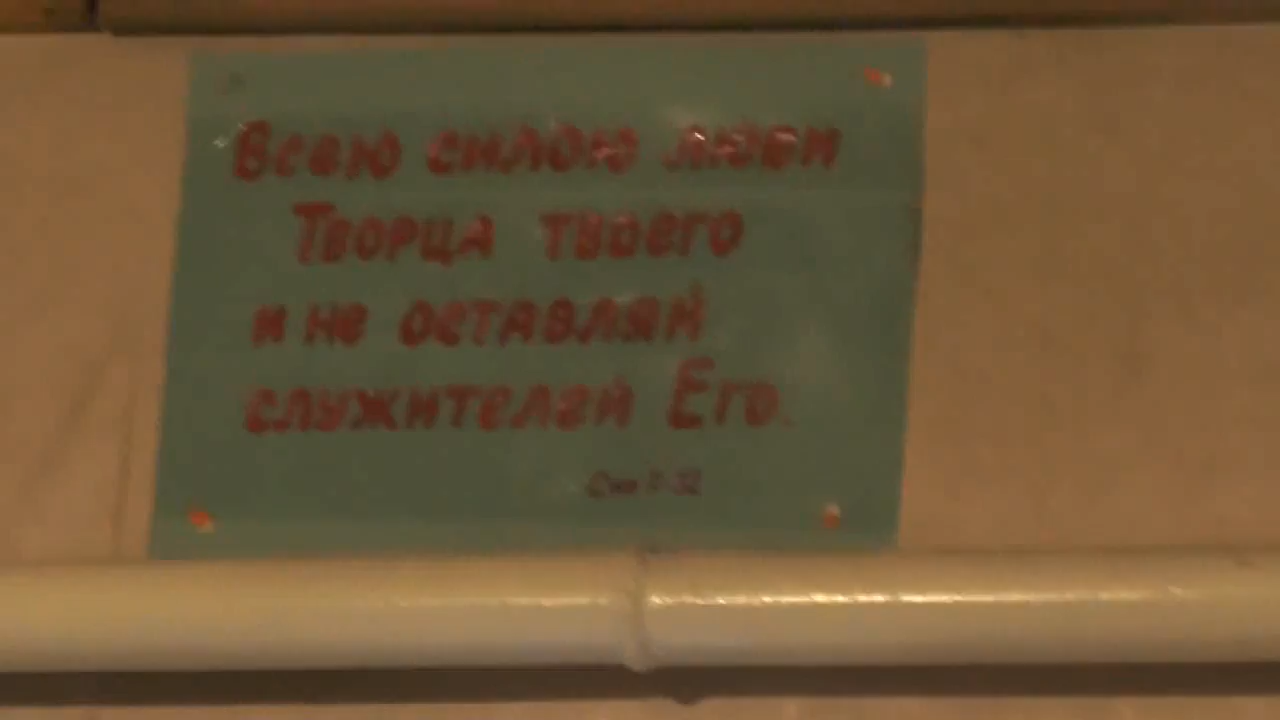 Всею силою люби
Творца твоего
и не оставляй
служителей Его.